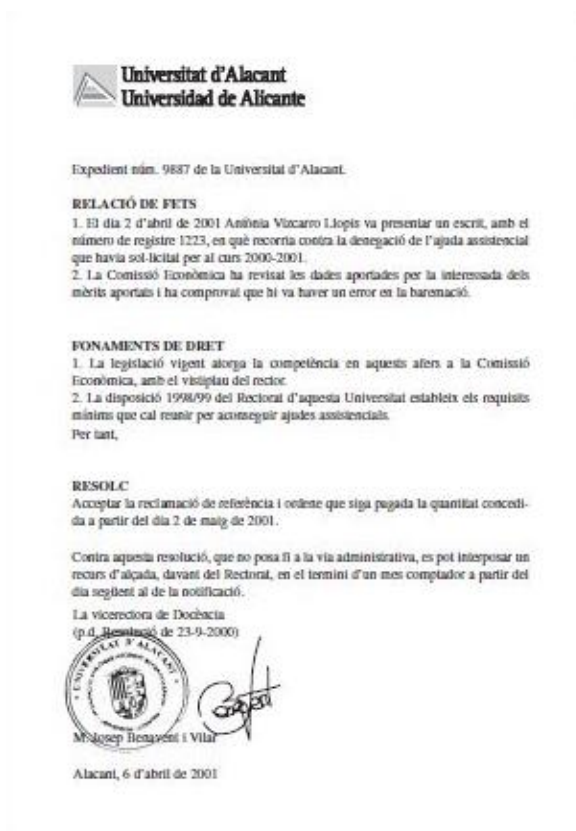 Universitat d'Alacant
Universidad de Alicante
Expedient núm. 9887 de la Universitat d'Alacant.
RELACIÓ DE FETS
1. El dia 2 d'abril de 2001 Antònia Vizcarro Llopis va presentar un escrit, amb el
número de registre 1223, en què recorria contra la denegació de l'ajuda assistencial
que havia sol·licitat per al curs 2000-2001.
2. La Comissió Econòmica ha revisat les dades aportades per la interessada dels
mèrits aportats i ha comprovat que hi va haver un error en la baremació.
FONAMENTS DE DRET
1. La legislació vigent atorga la competència en aquests afers a la Comissió
Econòmica, amb el vistiplau del rector.
2. La disposició 1998/99 del Rectorat d'aquesta Universitat estableix els requisits
mínims que cal reunir per aconseguir ajudes assistencials.
Per tant,
RESOLC
Acceptar la reclamació de referència i ordene que siga pagada la quantitat concedi-
da a partir del dia 2 de maig de 2001.
Contra aquesta resolució, que no posa fi a la via administrativa, es pot interposar un
recurs d'alçada, davant del Rectorat, en el termini d'un mes comptador a partir del
dia següent al de la notificació.
La vicerectora de Docència
(p.d. Resolució de 23-9-2000)
UNIVERSITAT D'ALACANT
M. Josep Benavent i Vilar
Alacant, 6 d'abril de 2001